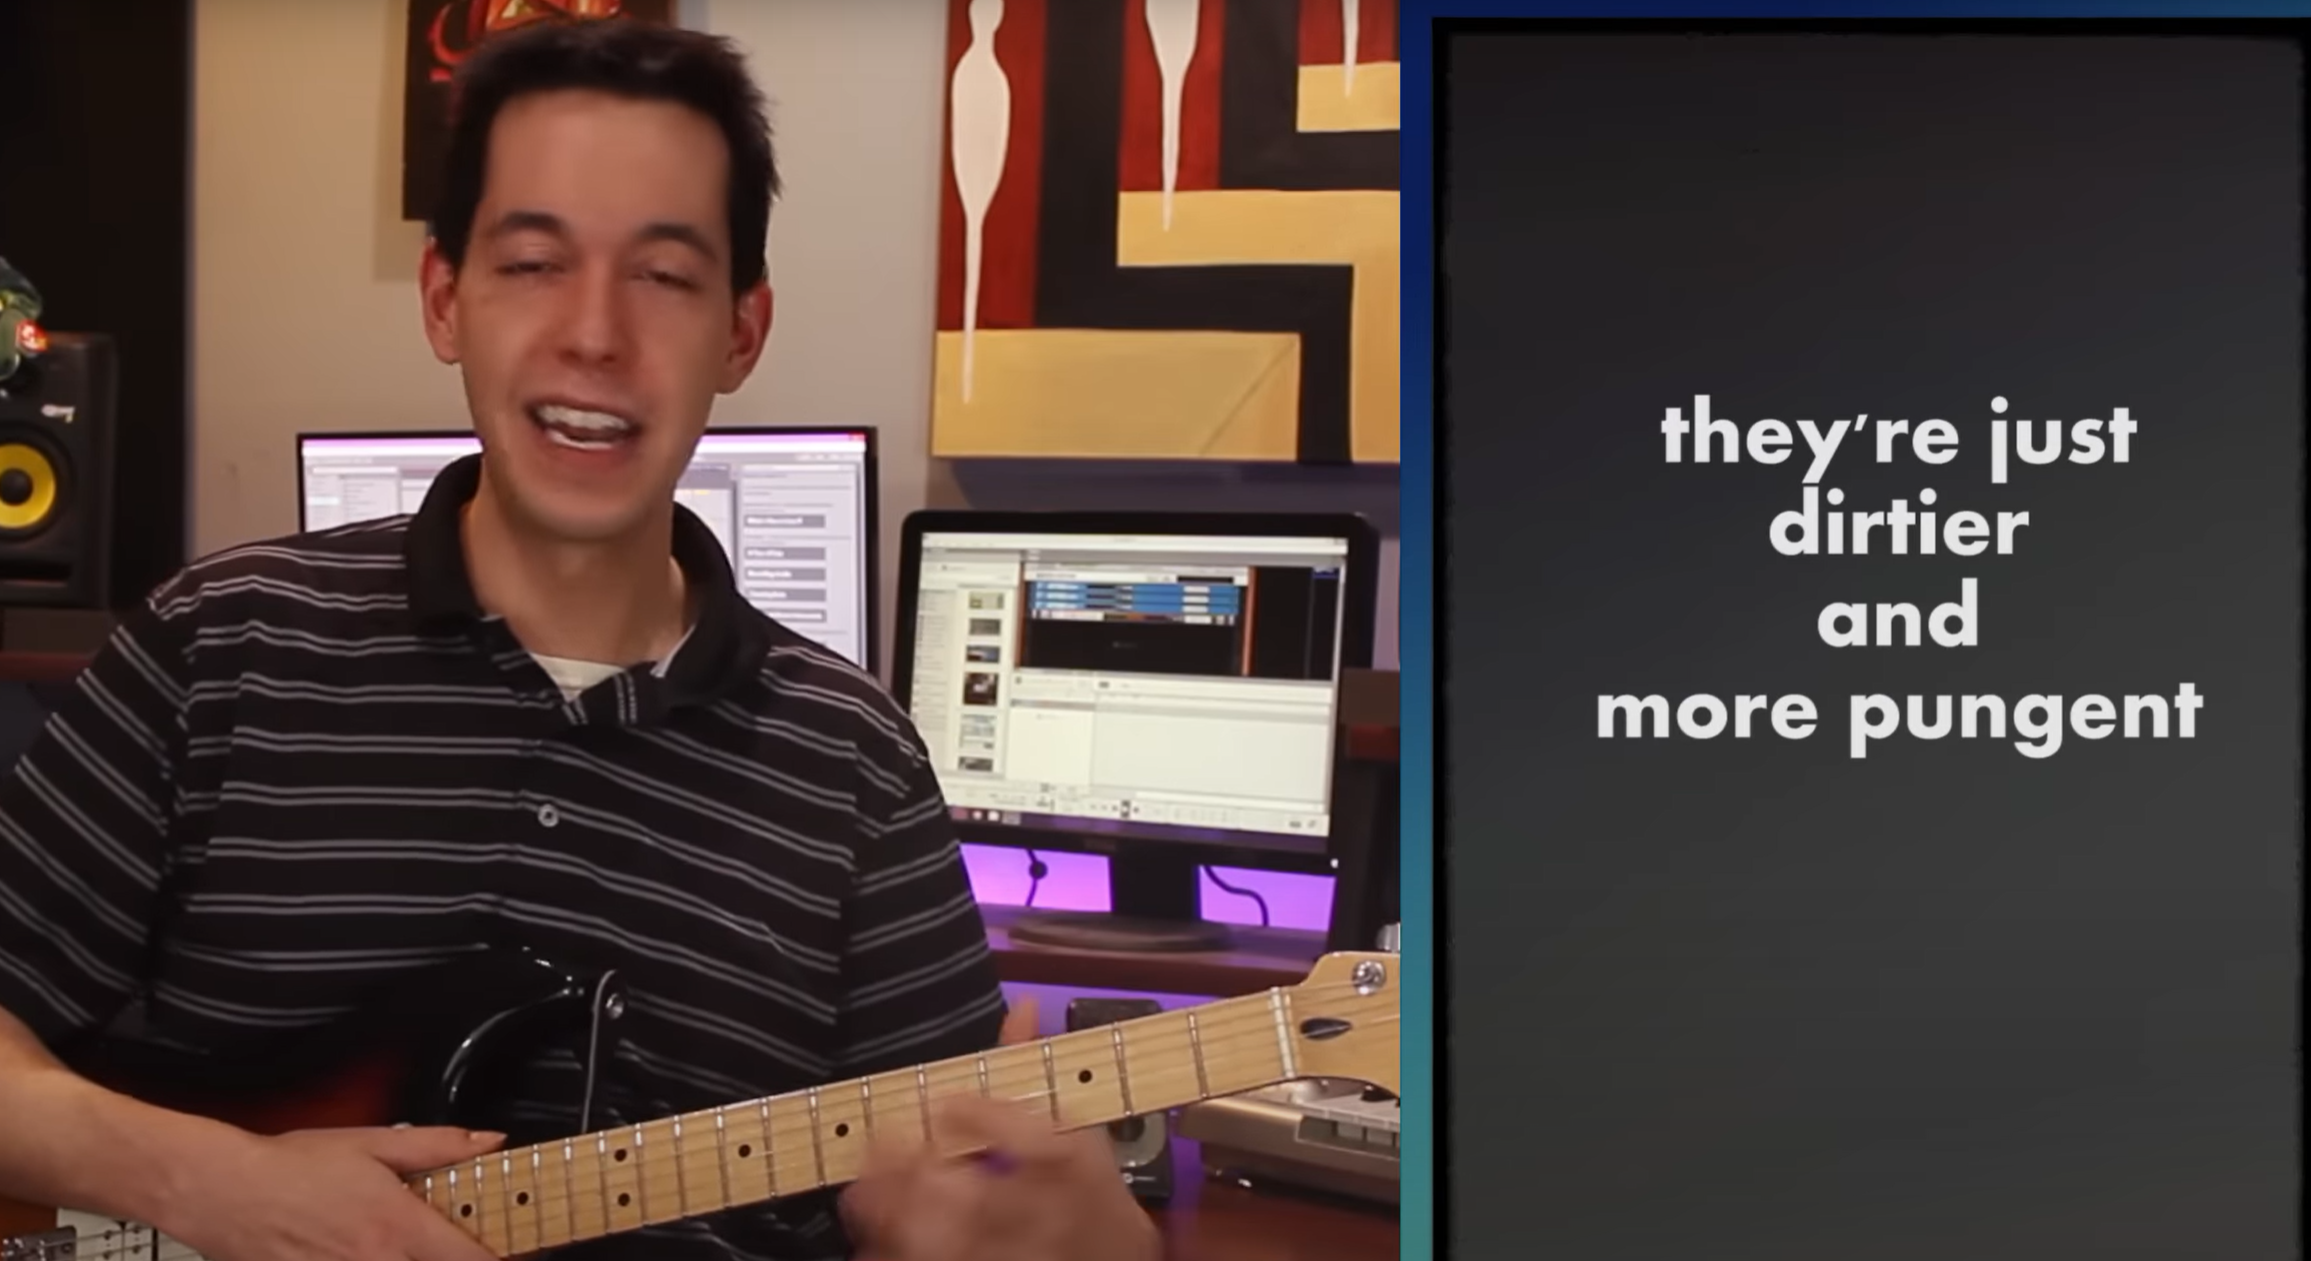 they're just
dirtier
and
more pungent